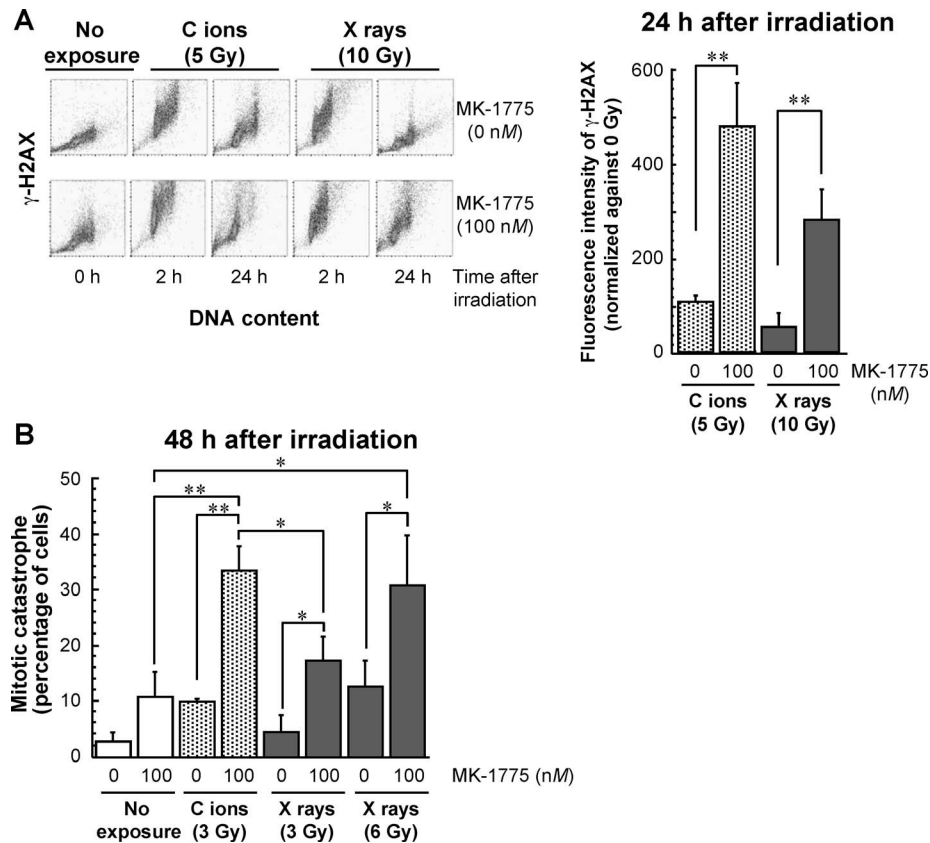 A
No exposure
C ions (5 Gy)
X rays (10 Gy)
γ-H2AX
MK-1775 (0 nM)
MK-1775 (100 nM)
0 h 2 h 24 h 2 h 24 h
Time after irradiation
DNA content
24 h after irradiation
Fluorescence intensity of γ-H2AX
(normalized against 0 Gy)
600
400
200
0
**
**
0 100 0 100
MK-1775 (nM)
C ions (5 Gy)
X rays (10 Gy)
B
48 h after irradiation
Mitotic catastrophe
(percentage of cells)
50
40
30
20
10
0
*
**
**
*
*
*
0 100 0 100 0 100 0 100
MK-1775 (nM)
No exposure
C ions (3 Gy)
X rays (3 Gy)
X rays (6 Gy)